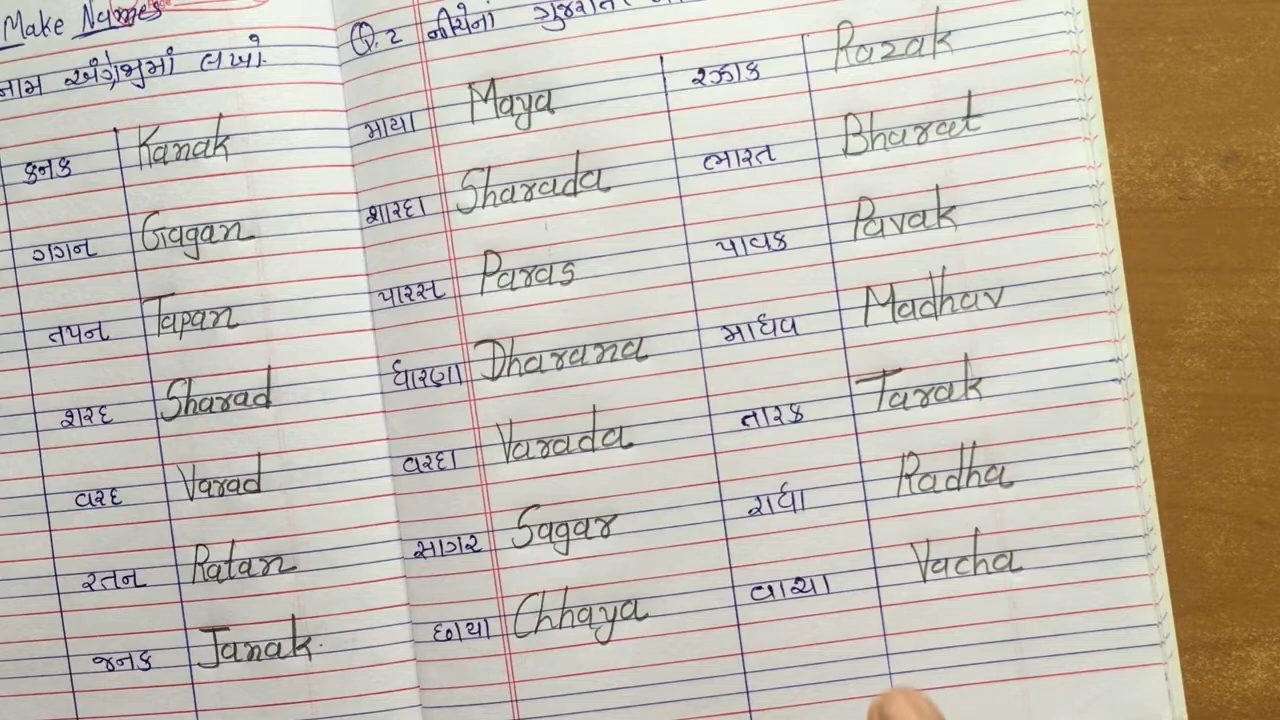 Make Names
નામ અંગ્રેજીમાં લખો.
કનક Kanak
ગગન Gagan
તપન Tapan
શરદ Sharad
વરદ Varad
રતન Ratan
જનક Janak.
Q.2 નીચેનાં ગુજરાતી
માયા Maya રઝાક Razak
શારદા Sharada ભારત Bharat
પારસ Paras પાવક Pavak
ધારણા Dharana માધવ Madhav
વરદા Varada તારક Tarak
સાગર Sagar રાધા Radha
છાયા Chhaya વાચા Vacha